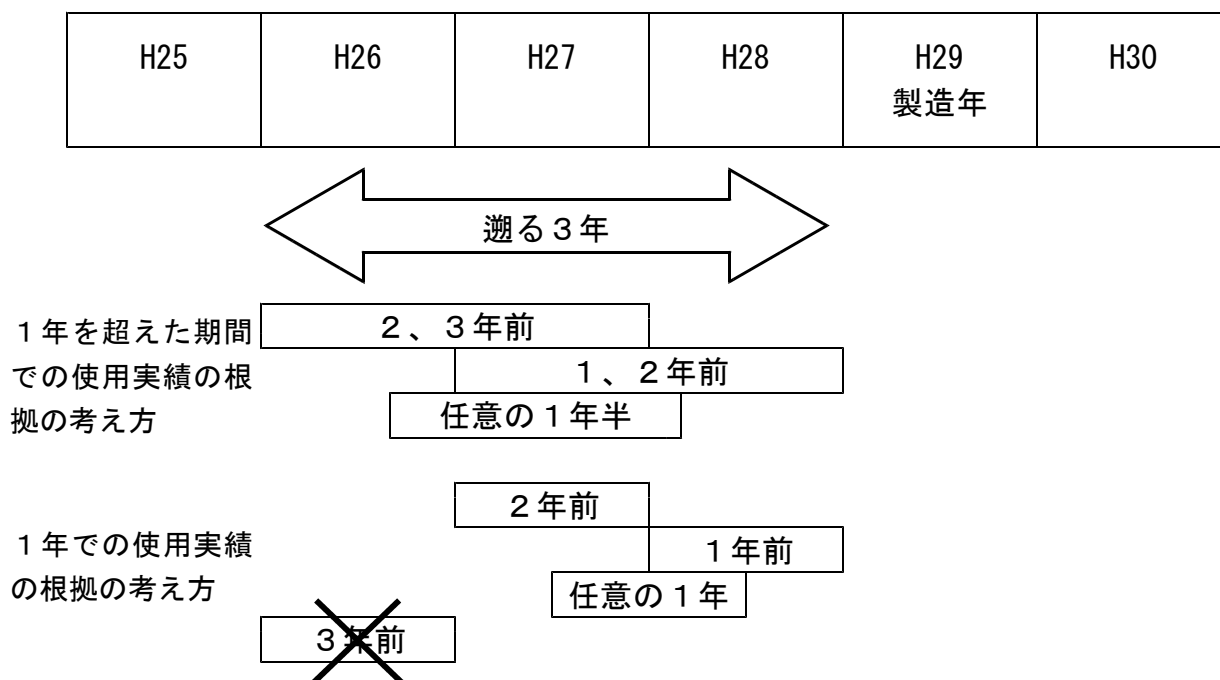 H25 H26 H27 H28 H29 H30
製造年
遡る３年
１年を超えた期間
での使用実績の根
拠の考え方
２、３年前
１、２年前
任意の１年半
１年での使用実績
の根拠の考え方
２年前
１年前
任意の１年
３年前